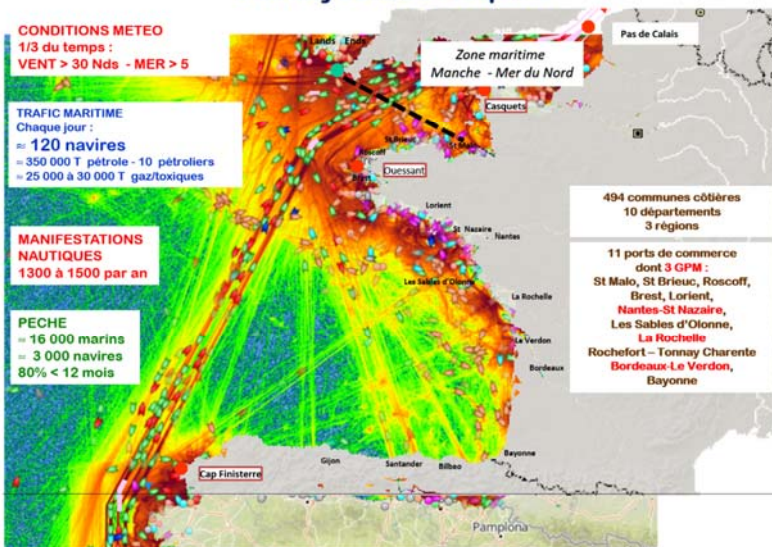 CONDITIONS METEO
1/3 du temps :
VENT > 30 Nds - MER > 5
TRAFIC MARITIME
Chaque jour :
≈ 120 navires
≈ 350 000 T pétrole - 10 pétroliers
≈ 25 000 à 30 000 T gaz/toxiques
MANIFESTATIONS
NAUTIQUES
1300 à 1500 par an
PECHE
≈ 16 000 marins
≈ 3 000 navires
80% < 12 mois
Lands Ends
Pas de Calais
Zone maritime
Manche - Mer du Nord
Casquets
St Brieuc
St Malo
Roscoff
Ouessant
Brest
Lorient
St Nazaire
Nantes
Les Sables d'Olonne
La Rochelle
Le Verdon
Bordeaux
Bayonne
Gijon
Santander
Bilbeo
Cap Finisterre
Pamplona
494 communes côtières
10 départements
3 régions
11 ports de commerce
dont 3 GPM :
St Malo, St Brieuc, Roscoff,
Brest, Lorient,
Nantes-St Nazaire,
Les Sables d'Olonne,
La Rochelle
Rochefort – Tonnay Charente
Bordeaux-Le Verdon,
Bayonne